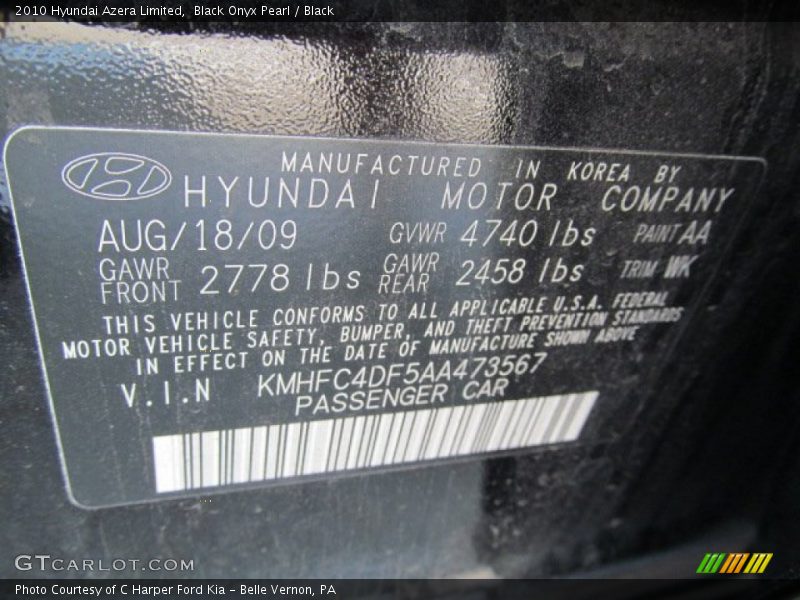 2010 Hyundai Azera Limited, Black Onyx Pearl / Black
MANUFACTURED IN KOREA BY
HYUNDAI MOTOR COMPANY
AUG/18/09 GVWR 4740 lbs PAINT AA
GAWR FRONT 2778 lbs GAWR REAR 2458 lbs TRIM WK
THIS VEHICLE CONFORMS TO ALL APPLICABLE U.S.A. FEDERAL
MOTOR VEHICLE SAFETY, BUMPER, AND THEFT PREVENTION STANDARDS
IN EFFECT ON THE DATE OF MANUFACTURE SHOWN ABOVE
V.I.N KMHFC4DF5AA473567
PASSENGER CAR
GTCARLOT.COM
Photo Courtesy of C Harper Ford Kia - Belle Vernon, PA